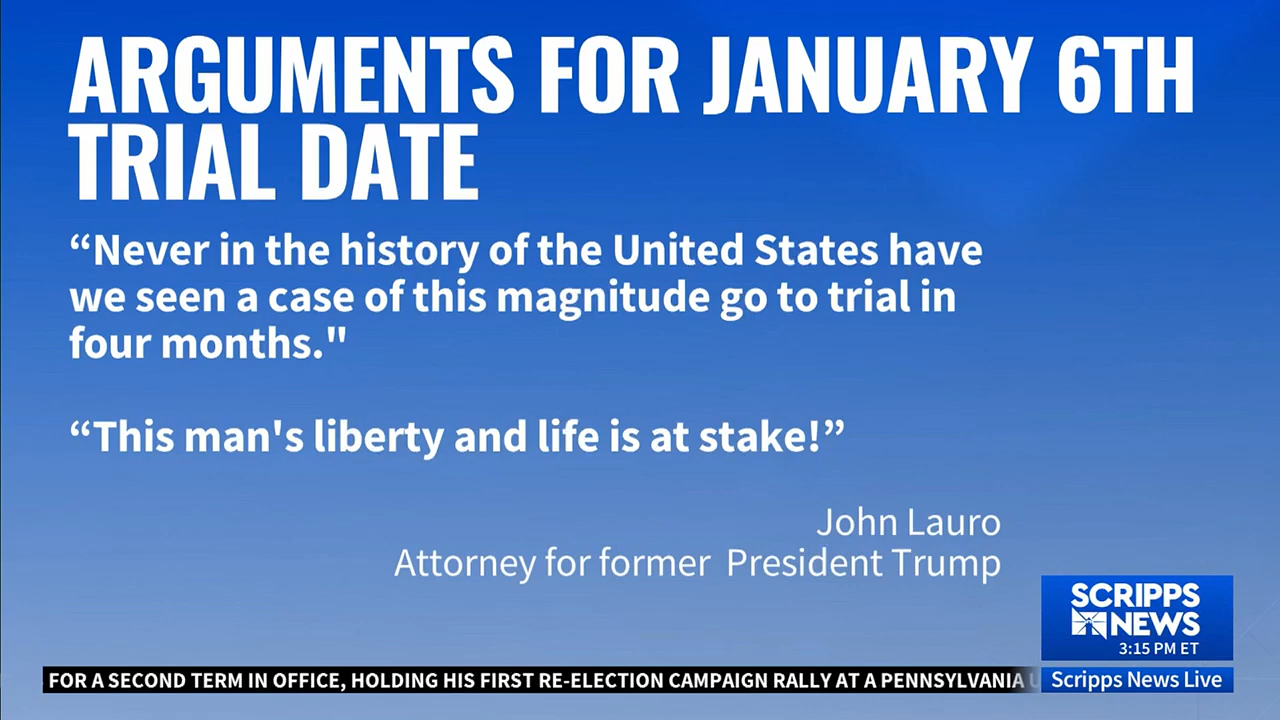 ARGUMENTS FOR JANUARY 6TH
TRIAL DATE
“Never in the history of the United States have
we seen a case of this magnitude go to trial in
four months."
“This man's liberty and life is at stake!”
John Lauro
Attorney for former President Trump
SCRIPPS
NEWS
3:15 PM ET
FOR A SECOND TERM IN OFFICE, HOLDING HIS FIRST RE-ELECTION CAMPAIGN RALLY AT A PENNSYLVANIA
Scripps News Live